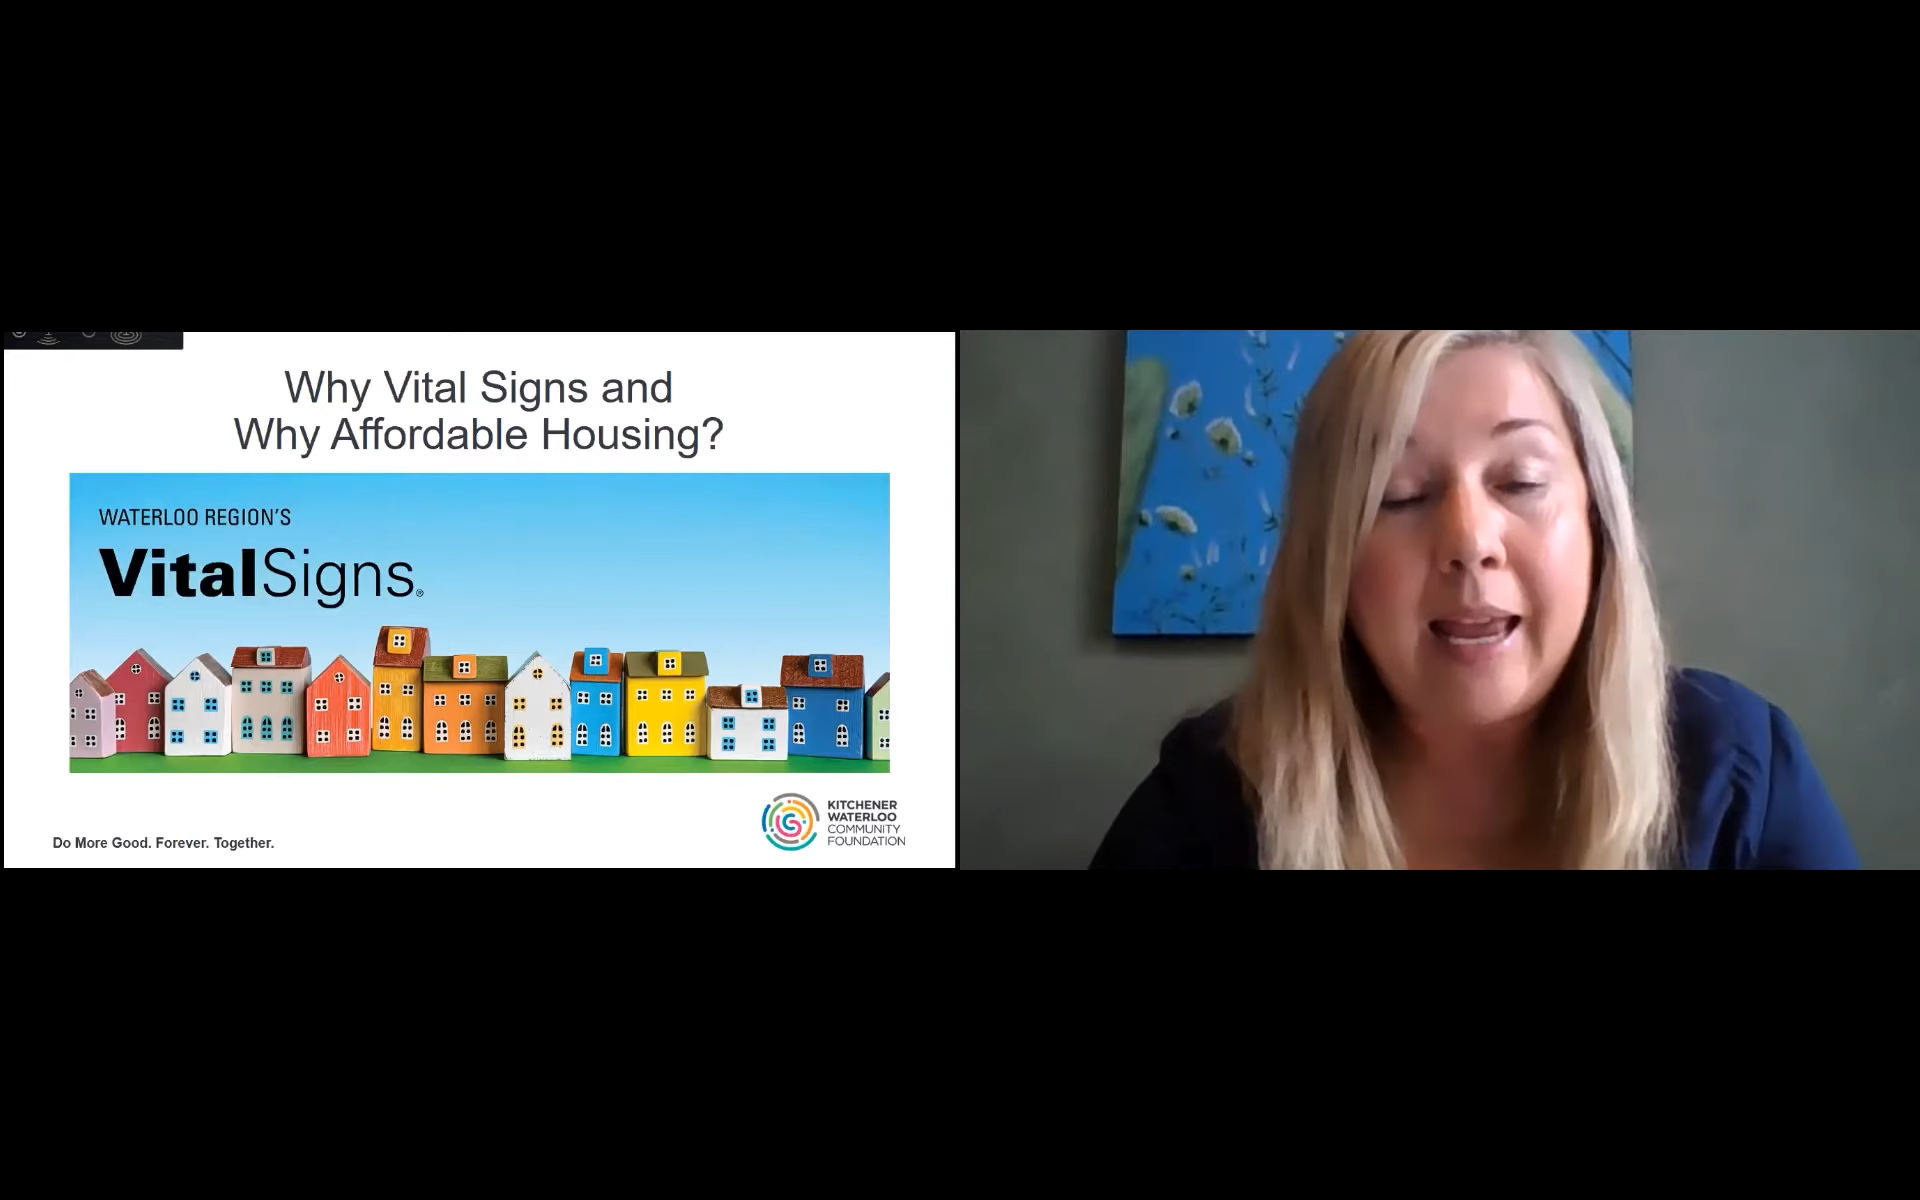 Why Vital Signs and
Why Affordable Housing?
WATERLOO REGION'S
VitalSigns®
Do More Good. Forever. Together.
KITCHENER
WATERLOO
COMMUNITY
FOUNDATION